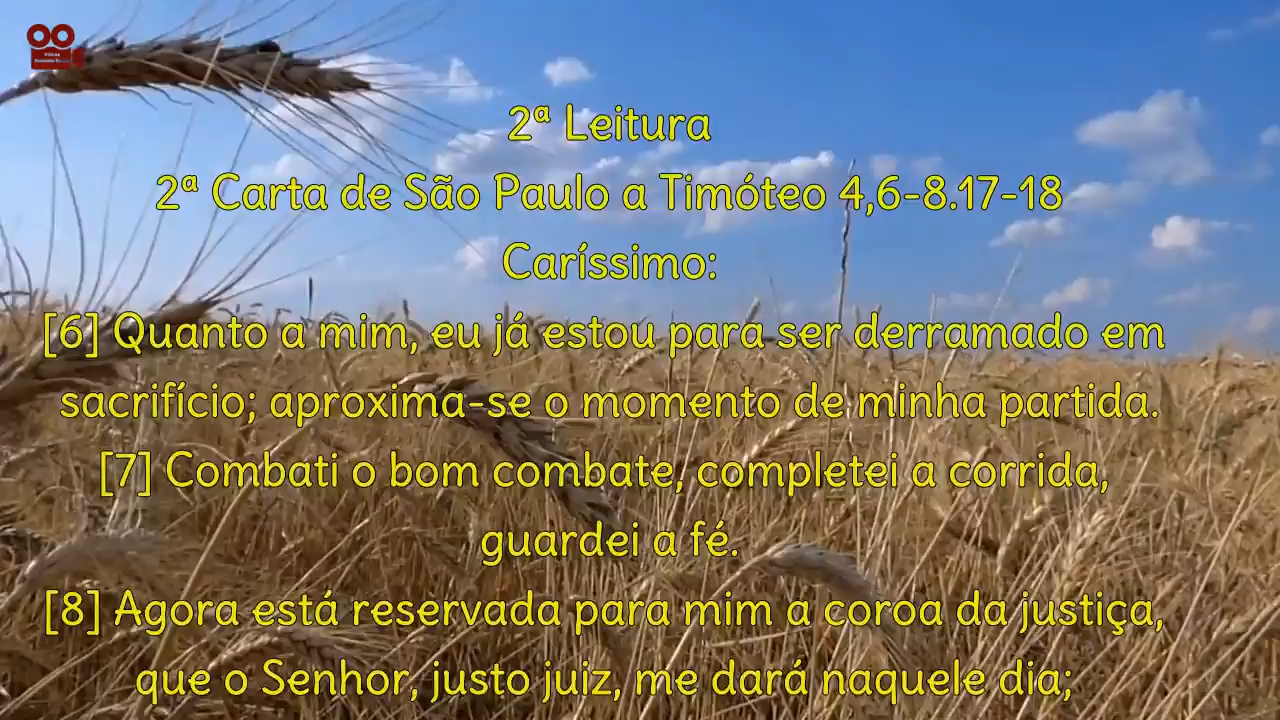 2ª Leitura
2ª Carta de São Paulo a Timóteo 4,6-8.17-18
Caríssimo:
[6] Quanto a mim, eu já estou para ser derramado em
sacrifício; aproxima-se o momento de minha partida.
[7] Combati o bom combate, completei a corrida,
guardei a fé.
[8] Agora está reservada para mim a coroa da justiça,
que o Senhor, justo juiz, me dará naquele dia;